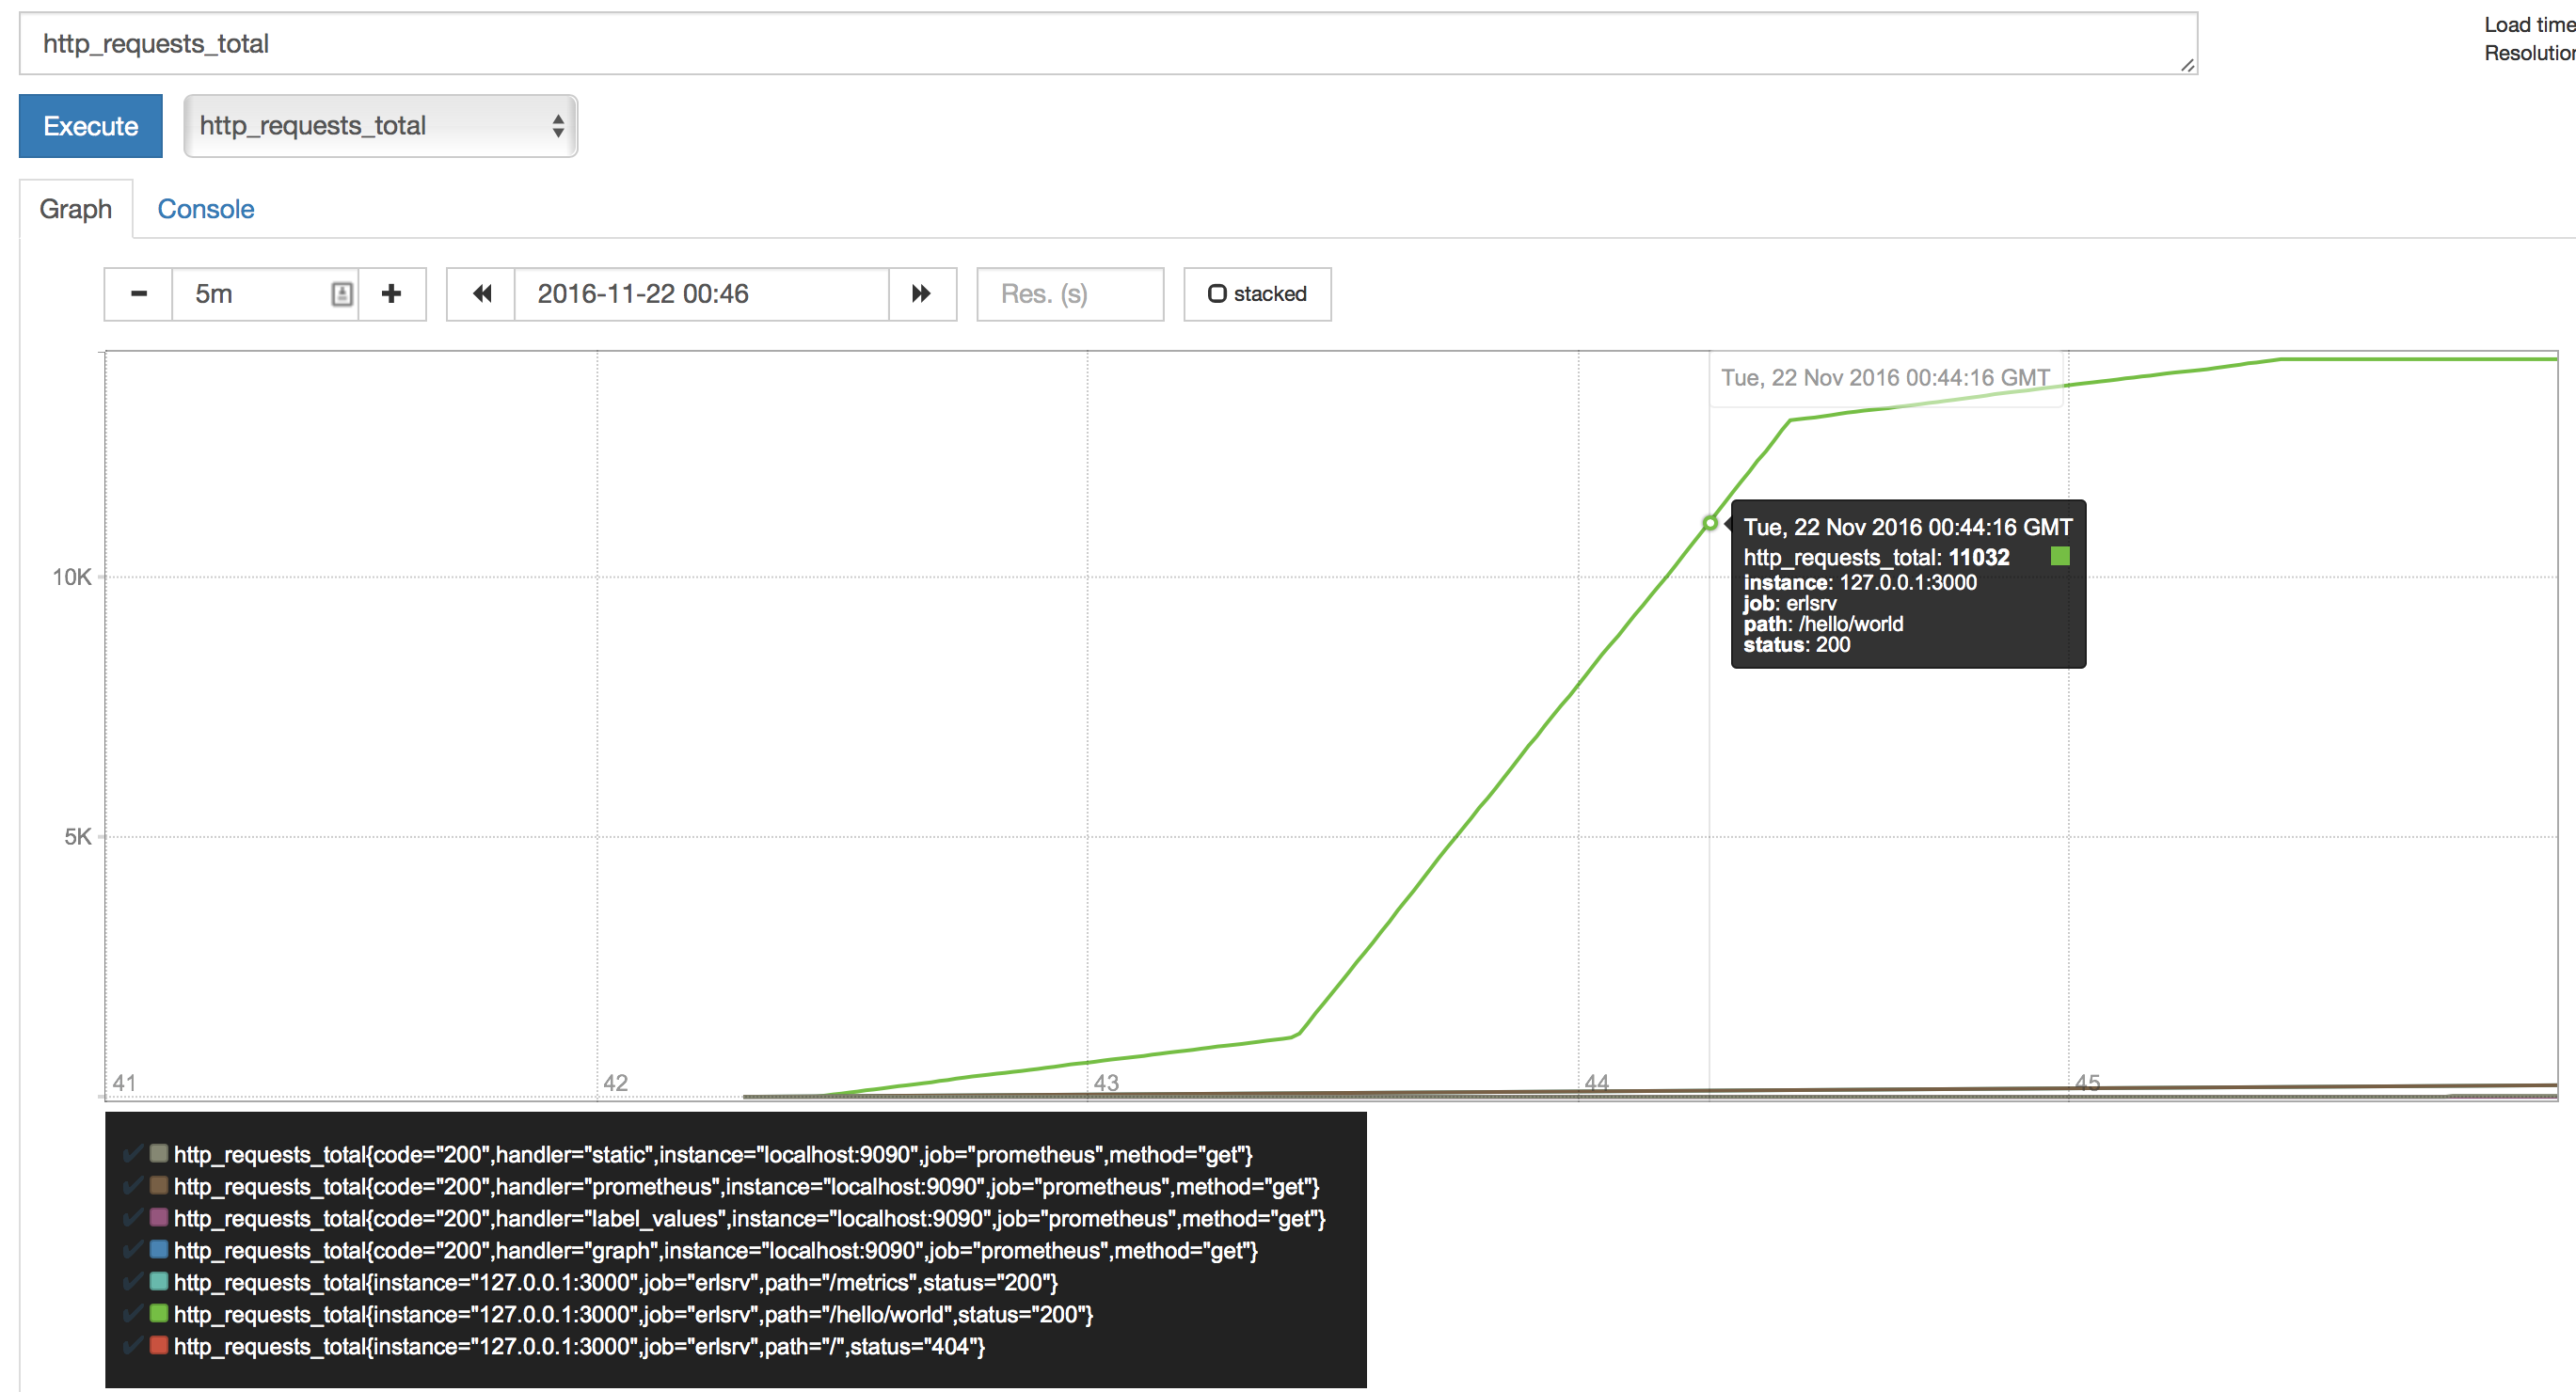 http_requests_total
Load time
Resolution
Execute
http_requests_total
Graph
Console
5m
2016-11-22 00:46
Res. (s)
stacked
Tue, 22 Nov 2016 00:44:16 GMT
Tue, 22 Nov 2016 00:44:16 GMT
http_requests_total: 11032
instance: 127.0.0.1:3000
job: erlsrv
path: /hello/world
status: 200
10K
5K
41
42
43
44
45
http_requests_total{code="200",handler="static",instance="localhost:9090",job="prometheus",method="get"}
http_requests_total{code="200",handler="prometheus",instance="localhost:9090",job="prometheus",method="get"}
http_requests_total{code="200",handler="label_values",instance="localhost:9090",job="prometheus",method="get"}
http_requests_total{code="200",handler="graph",instance="localhost:9090",job="prometheus",method="get"}
http_requests_total{instance="127.0.0.1:3000",job="erlsrv",path="/metrics",status="200"}
http_requests_total{instance="127.0.0.1:3000",job="erlsrv",path="/hello/world",status="200"}
http_requests_total{instance="127.0.0.1:3000",job="erlsrv",path="/",status="404"}